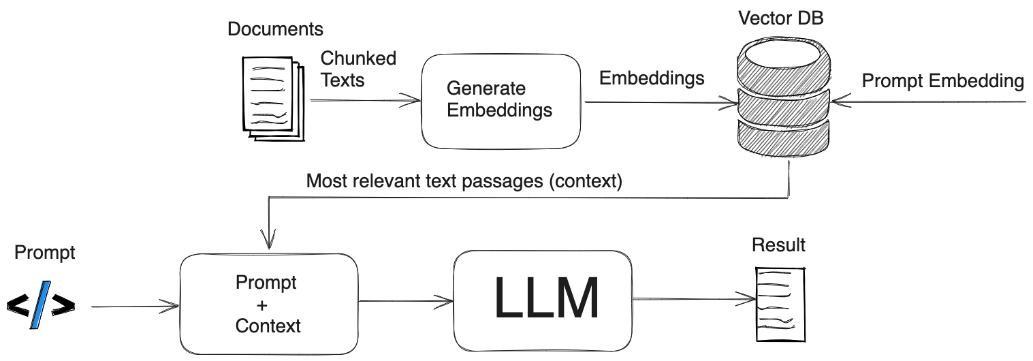 Documents
Chunked
Texts
Generate
Embeddings
Embeddings
Vector DB
Prompt Embedding
Most relevant text passages (context)
Prompt
</>
Prompt
+
Context
LLM
Result